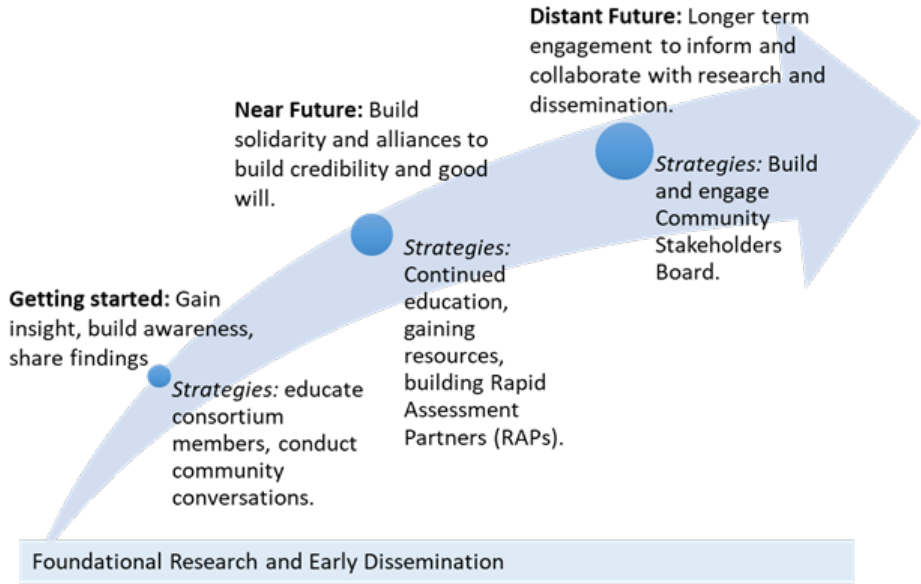 Distant Future: Longer term
engagement to inform and
collaborate with research and
dissemination.
Strategies: Build
and engage
Community
Stakeholders
Board.
Near Future: Build
solidarity and alliances to
build credibility and good
will.
Strategies:
Continued
education,
gaining
resources,
building Rapid
Assessment
Partners (RAPs).
Getting started: Gain
insight, build awareness,
share findings
Strategies: educate
consortium
members, conduct
community
conversations.
Foundational Research and Early Dissemination